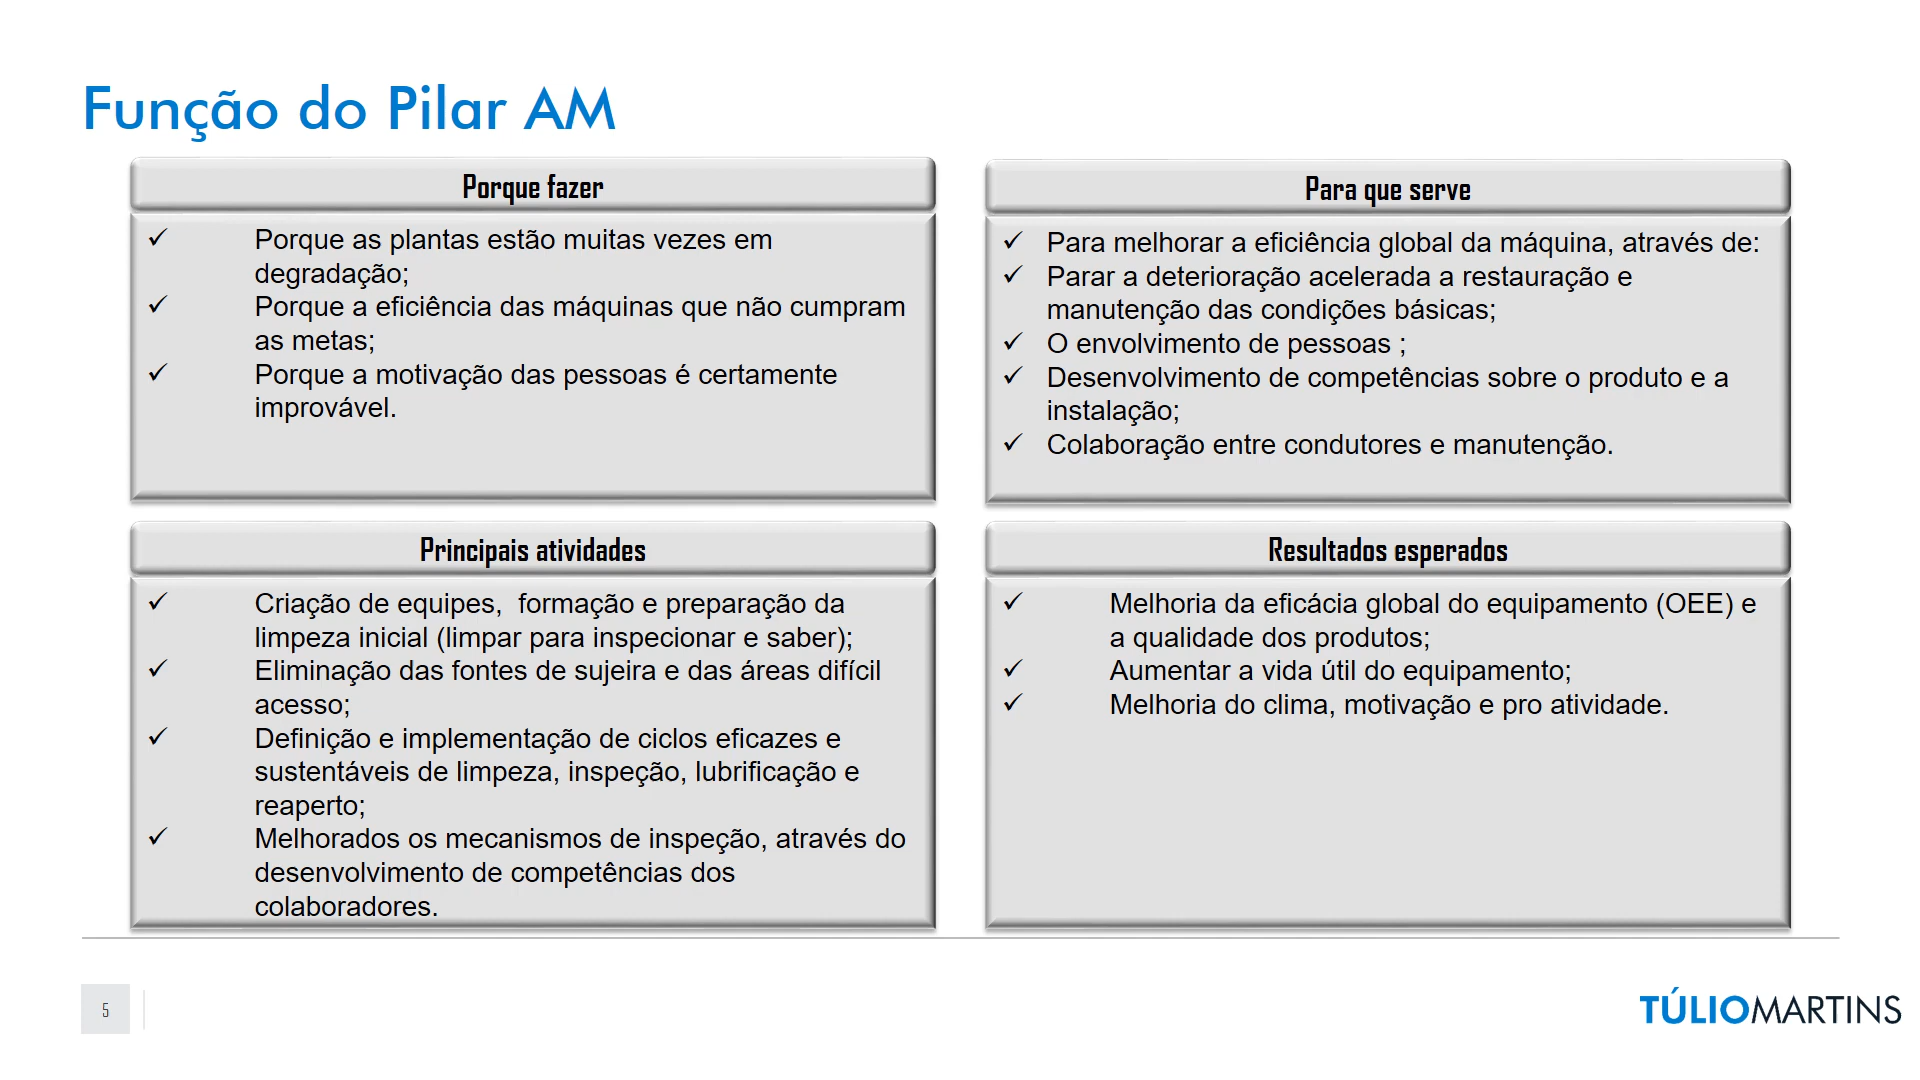 Função do Pilar AM
Porque fazer
✓ Porque as plantas estão muitas vezes em
degradação;
✓ Porque a eficiência das máquinas que não cumpram
as metas;
✓ Porque a motivação das pessoas é certamente
improvável.
Para que serve
✓ Para melhorar a eficiência global da máquina, através de:
✓ Parar a deterioração acelerada a restauração e
manutenção das condições básicas;
✓ O envolvimento de pessoas ;
✓ Desenvolvimento de competências sobre o produto e a
instalação;
✓ Colaboração entre condutores e manutenção.
Principais atividades
✓ Criação de equipes,  formação e preparação da
limpeza inicial (limpar para inspecionar e saber);
✓ Eliminação das fontes de sujeira e das áreas difícil
acesso;
✓ Definição e implementação de ciclos eficazes e
sustentáveis de limpeza, inspeção, lubrificação e
reaperto;
✓ Melhorados os mecanismos de inspeção, através do
desenvolvimento de competências dos
colaboradores.
Resultados esperados
✓ Melhoria da eficácia global do equipamento (OEE) e
a qualidade dos produtos;
✓ Aumentar a vida útil do equipamento;
✓ Melhoria do clima, motivação e pro atividade.
5
TÚLIOMARTINS